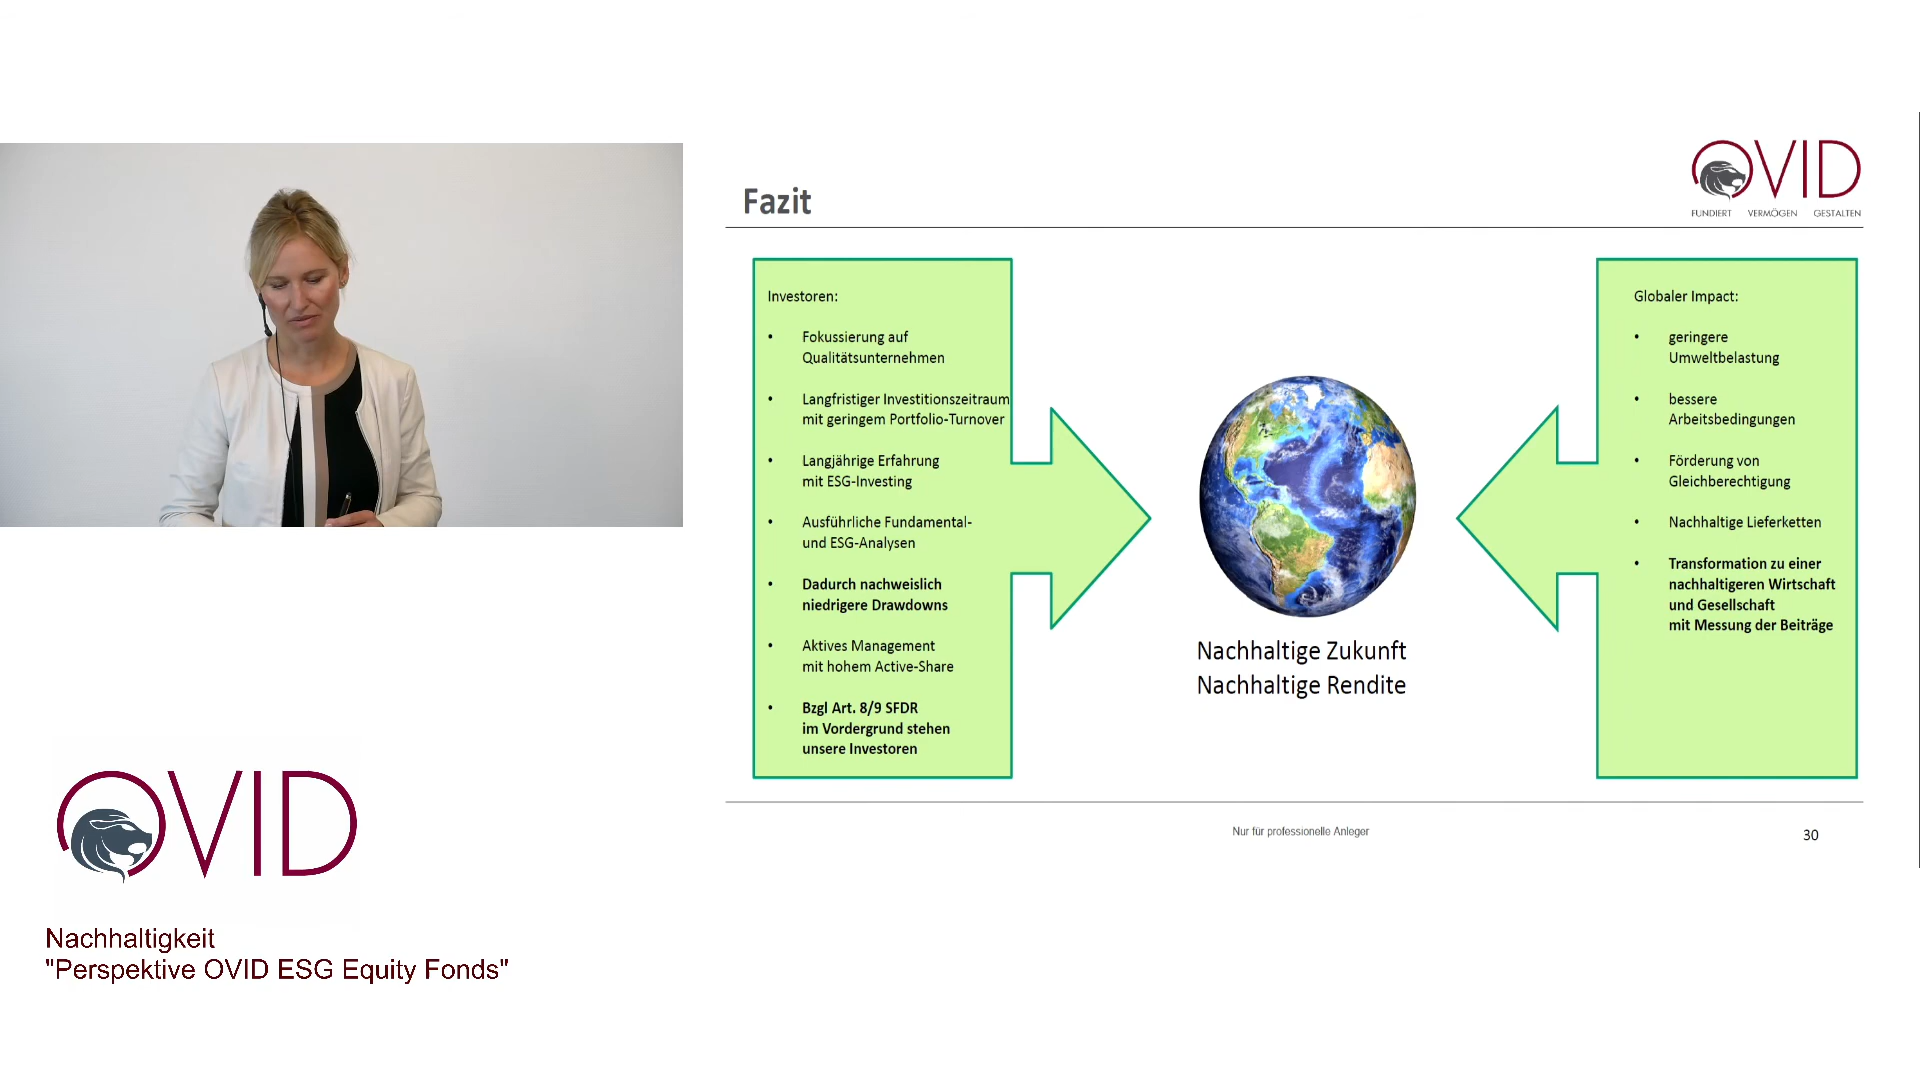 OVID
FUNDIERT VERMÖGEN GESTALTEN
Fazit
Investoren:
• Fokussierung auf
Qualitätsunternehmen
• Langfristiger Investitionszeitraum
mit geringem Portfolio-Turnover
• Langjährige Erfahrung
mit ESG-Investing
• Ausführliche Fundamental-
und ESG-Analysen
• Dadurch nachweislich
niedrigere Drawdowns
• Aktives Management
mit hohem Active-Share
• Bzgl Art. 8/9 SFDR
im Vordergrund stehen
unsere Investoren
Nachhaltige Zukunft
Nachhaltige Rendite
Globaler Impact:
• geringere
Umweltbelastung
• bessere
Arbeitsbedingungen
• Förderung von
Gleichberechtigung
• Nachhaltige Lieferketten
• Transformation zu einer
nachhaltigeren Wirtschaft
und Gesellschaft
mit Messung der Beiträge
Nur für professionelle Anleger
30
OVID
Nachhaltigkeit
"Perspektive OVID ESG Equity Fonds"